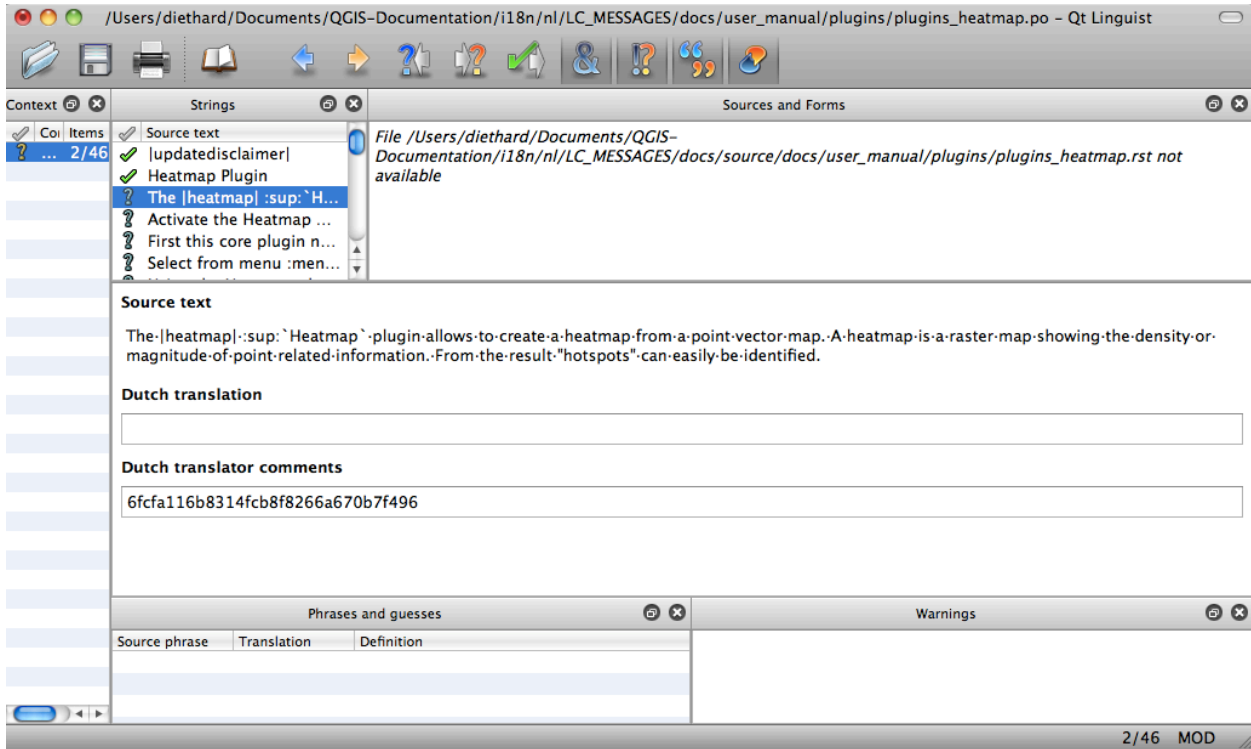 /Users/diethard/Documents/QGIS-Documentation/i18n/nl/LC_MESSAGES/docs/user_manual/plugins/plugins_heatmap.po - Qt Linguist
Context
Strings
Sources and Forms
Items
Source text
... 2/46
|updatedisclaimer|
Heatmap Plugin
The |heatmap| :sup:`H...
Activate the Heatmap ...
First this core plugin n...
Select from menu :men...
File /Users/diethard/Documents/QGIS-
Documentation/i18n/nl/LC_MESSAGES/docs/source/docs/user_manual/plugins/plugins_heatmap.rst not
available
Source text
The·|heatmap|·:sup:`Heatmap`·plugin·allows·to·create·a·heatmap·from·a·point·vector·map.·A·heatmap·is·a·raster·map·showing·the·density·or·
magnitude·of·point·related·information.·From·the·result·"hotspots"·can·easily·be·identified.
Dutch translation
Dutch translator comments
6fcfa116b8314fcb8f8266a670b7f496
Phrases and guesses
Warnings
Source phrase Translation Definition
2/46 MOD